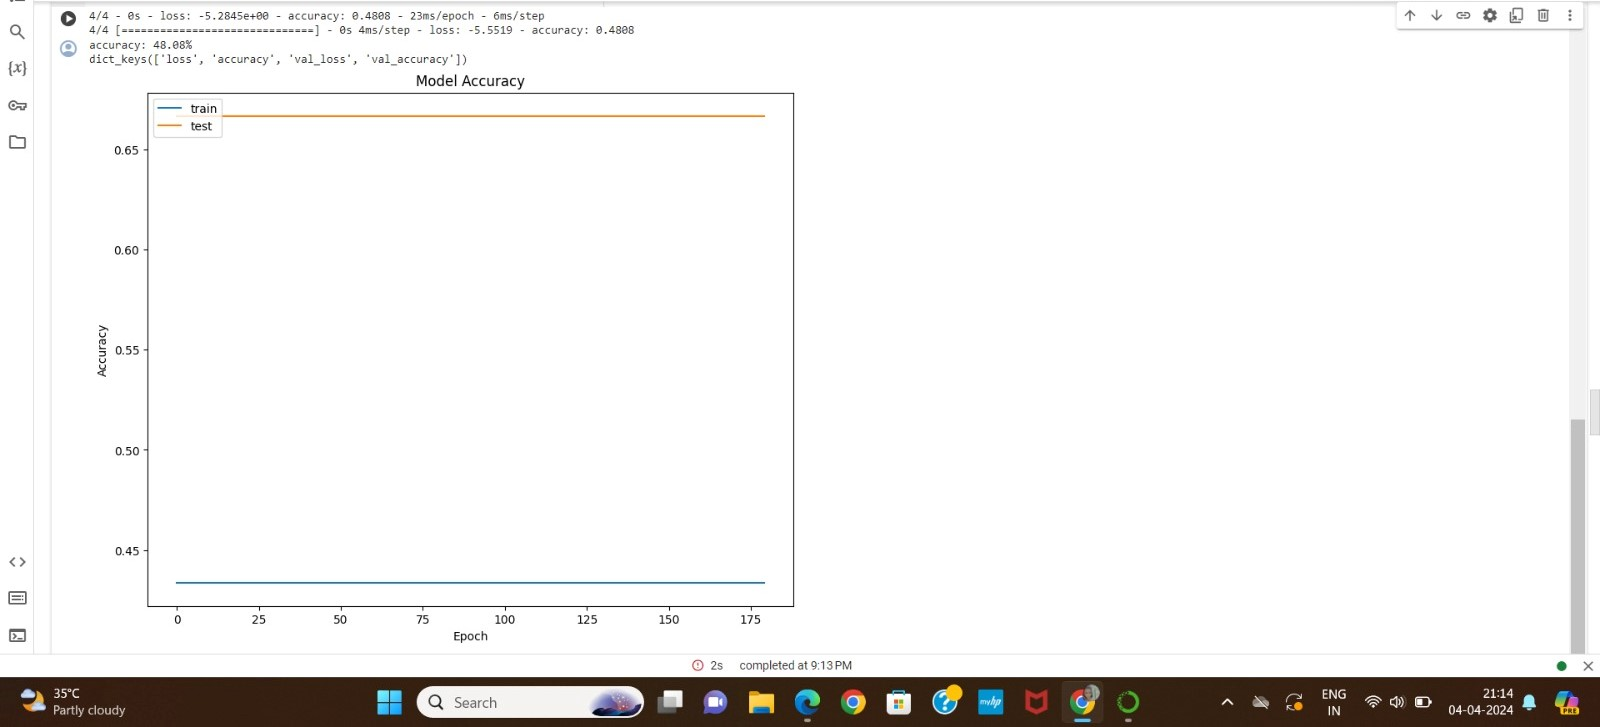 4/4 - 0s - loss: -5.2845e+00 - accuracy: 0.4808 - 23ms/epoch - 6ms/step
4/4 [==============================] - 0s 4ms/step - loss: -5.5519 - accuracy: 0.4808
accuracy: 48.08%
dict_keys(['loss', 'accuracy', 'val_loss', 'val_accuracy'])
{x}
Model Accuracy
train
test
0.65
0.60
0.55
0.50
0.45
Accuracy
0
25
50
75
100
125
150
175
Epoch
2s completed at 9:13 PM
35°C
Partly cloudy
Search
myhp
ENG
IN
21:14
04-04-2024
PRE